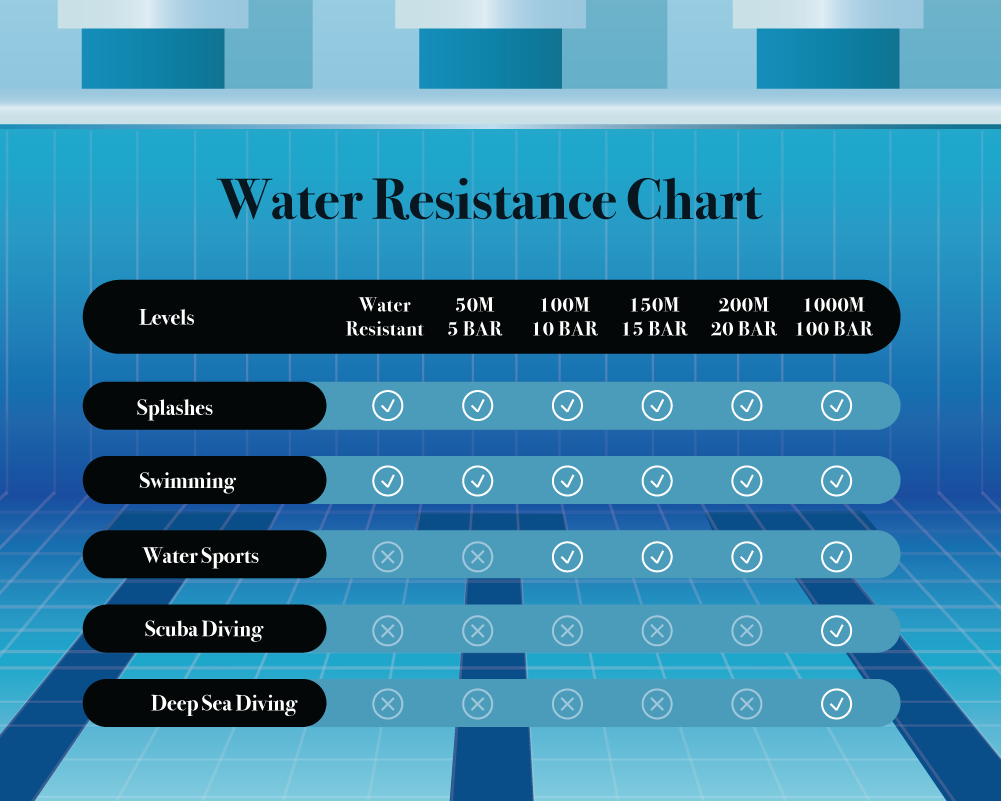 Water Resistance Chart
Levels
Water Resistant
50M 5 BAR
100M 10 BAR
150M 15 BAR
200M 20 BAR
1000M 100 BAR
Splashes
Swimming
Water Sports
Scuba Diving
Deep Sea Diving